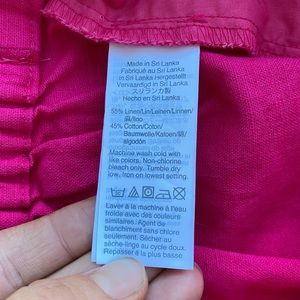 Made in Sri Lanka
Fabriqué au Sri Lanka
In Sri Lanka Hergestellt
Vervaardigd in Sri Lanka
スリランカ製
Hecho en Sri Lanka
55% Linen/Lin/Leinen/Linnen/
麻/lino
45% Cotton/Coton/
Baumwolle/Katoen/綿/
algodón
Machine wash cold with
like colors. Non-chlorine
bleach only. Tumble dry
low. Iron on lowest setting.
Laver à la machine à l'eau
froide avec des couleurs
similaires. Agent de
blanchiment sans chlore
seulement. Sécher au
sèche-linge au cycle doux.
Repasser à la plus basse